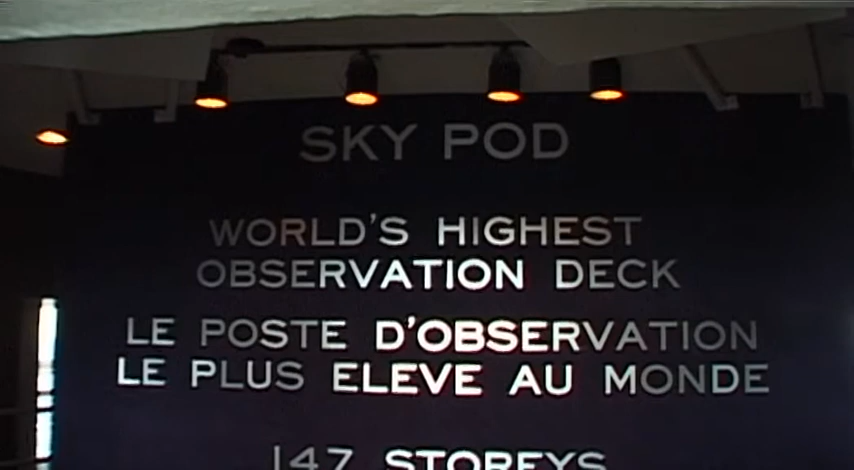 SKY POD
WORLD'S HIGHEST
OBSERVATION DECK
LE POSTE D'OBSERVATION
LE PLUS ELEVE AU MONDE
147 STOREYS